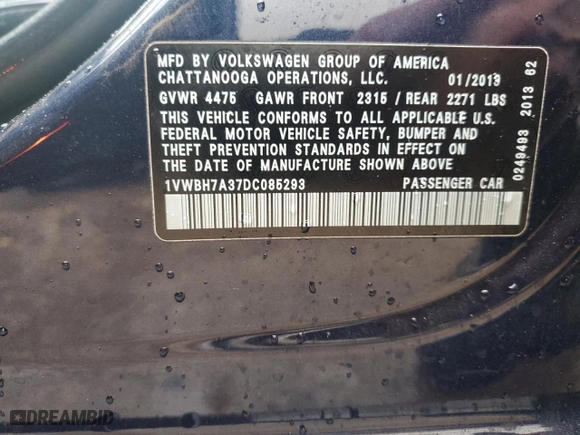 MFD BY VOLKSWAGEN GROUP OF AMERICA
CHATTANOOGA OPERATIONS, LLC. 01/2013
GVWR 4475 GAWR FRONT 2315 / REAR 2271 LBS
THIS VEHICLE CONFORMS TO ALL APPLICABLE U.S.
FEDERAL MOTOR VEHICLE SAFETY, BUMPER AND
THEFT PREVENTION STANDARDS IN EFFECT ON
THE DATE OF MANUFACTURE SHOWN ABOVE
1VWBH7A37DC085293 PASSENGER CAR
0249493 2013 62
DREAMBID